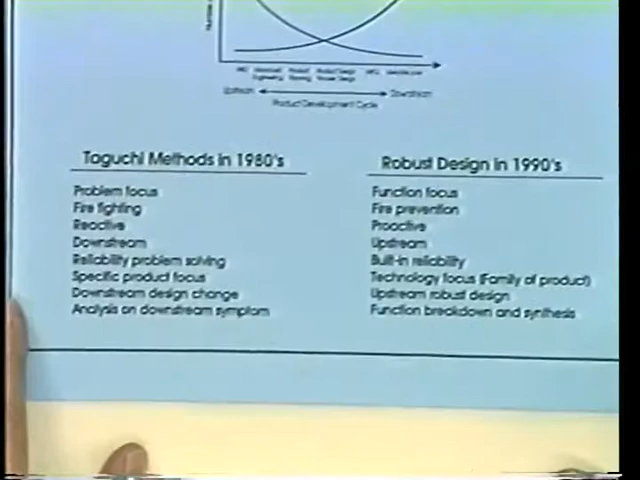 Upstream
Downstream
Product Development Cycle
Taguchi Methods in 1980's
Problem focus
Fire fighting
Reactive
Downstream
Reliability problem solving
Specific product focus
Downstream design change
Analysis on downstream symptom
Robust Design in 1990's
Function focus
Fire prevention
Proactive
Upstream
Built-in reliability
Technology focus (Family of product)
Upstream robust design
Function breakdown and synthesis